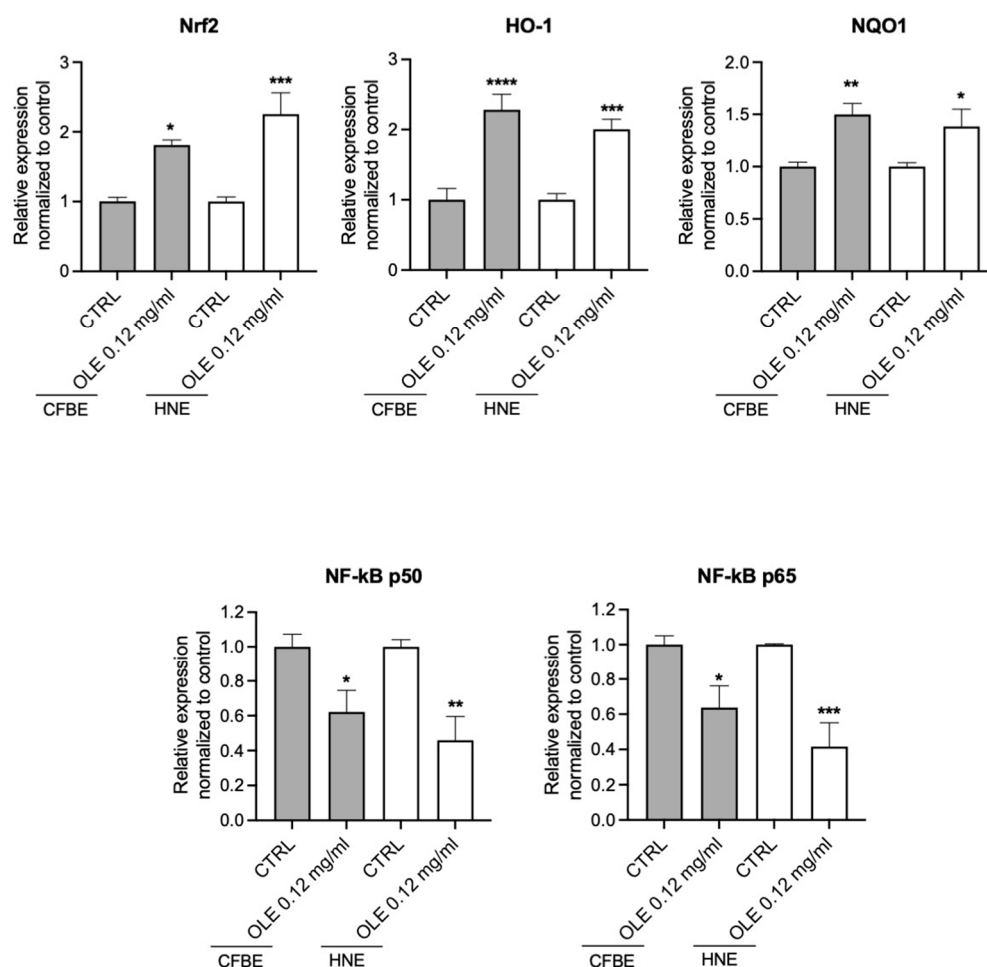 Nrf2
Relative expression
normalized to control
3
2
1
0
*
***
CTRL
OLE 0.12 mg/ml
CTRL
OLE 0.12 mg/ml
CFBE
HNE
HO-1
Relative expression
normalized to control
3
2
1
0
****
***
CTRL
OLE 0.12 mg/ml
CTRL
OLE 0.12 mg/ml
CFBE
HNE
NQO1
Relative expression
normalized to control
2.0
1.5
1.0
0.5
0.0
**
*
CTRL
OLE 0.12 mg/ml
CTRL
OLE 0.12 mg/ml
CFBE
HNE
NF-kB p50
Relative expression
normalized to control
1.2
1.0
0.8
0.6
0.4
0.2
0.0
*
**
CTRL
OLE 0.12 mg/ml
CTRL
OLE 0.12 mg/ml
CFBE
HNE
NF-kB p65
Relative expression
normalized to control
1.2
1.0
0.8
0.6
0.4
0.2
0.0
*
***
CTRL
OLE 0.12 mg/ml
CTRL
OLE 0.12 mg/ml
CFBE
HNE